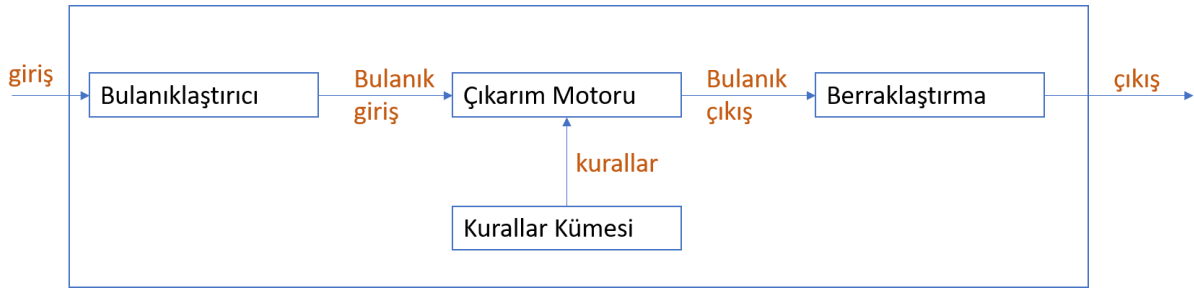 giriş
Bulanıklaştırıcı
Bulanık
giriş
Çıkarım Motoru
Bulanık
çıkış
Berraklaştırma
çıkış
kurallar
Kurallar Kümesi